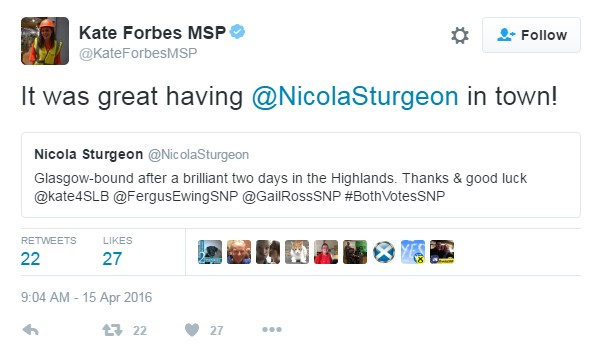 Kate Forbes MSP
@KateForbesMSP
Follow
It was great having @NicolaSturgeon in town!
Nicola Sturgeon @NicolaSturgeon
Glasgow-bound after a brilliant two days in the Highlands. Thanks & good luck
@kate4SLB @FergusEwingSNP @GailRossSNP #BothVotesSNP
RETWEETS LIKES
22 27
9:04 AM - 15 Apr 2016
22 27